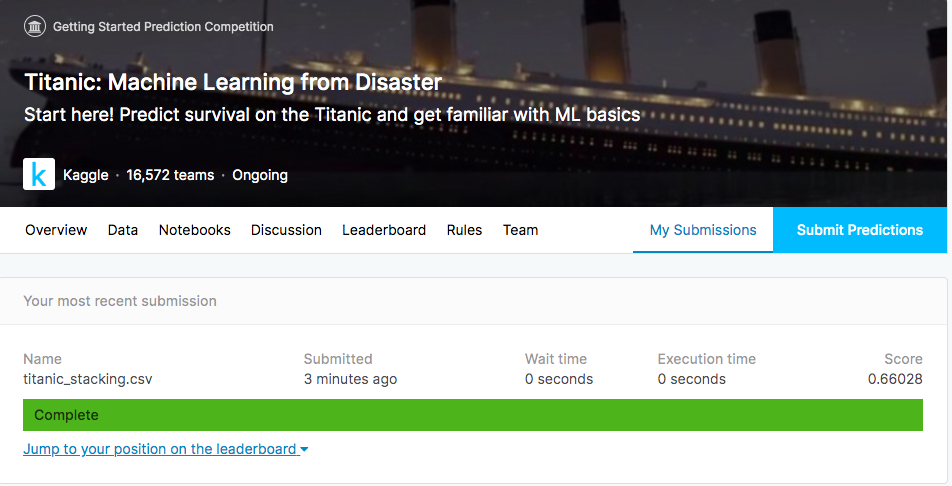 Getting Started Prediction Competition
Titanic: Machine Learning from Disaster
Start here! Predict survival on the Titanic and get familiar with ML basics
k Kaggle · 16,572 teams · Ongoing
Overview Data Notebooks Discussion Leaderboard Rules Team My Submissions Submit Predictions
Your most recent submission
Name Submitted Wait time Execution time Score
titanic_stacking.csv 3 minutes ago 0 seconds 0 seconds 0.66028
Complete
Jump to your position on the leaderboard